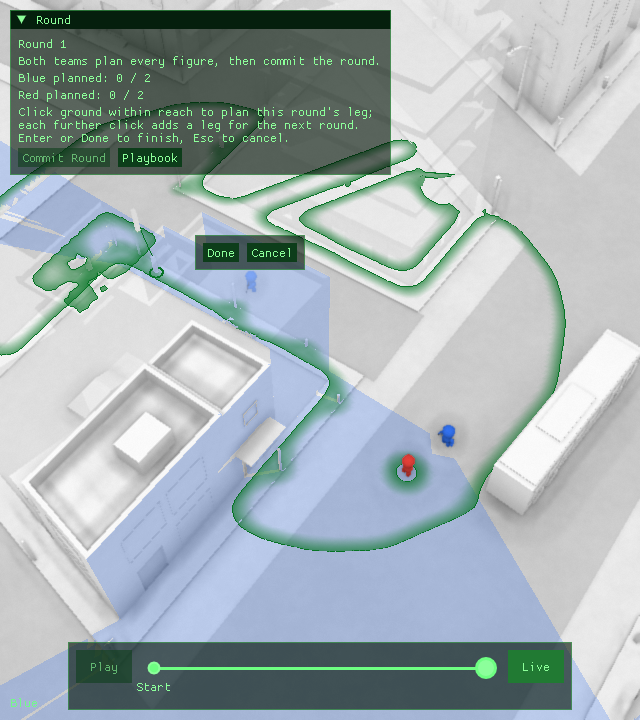 Round
Round 1
Both teams plan every figure, then commit the round.
Blue planned: 0 / 2
Red planned: 0 / 2
Click ground within reach to plan this round's leg;
each further click adds a leg for the next round.
Enter or Done to finish, Esc to cancel.
Commit Round Playbook
Done Cancel
Play Live
Start
Blue